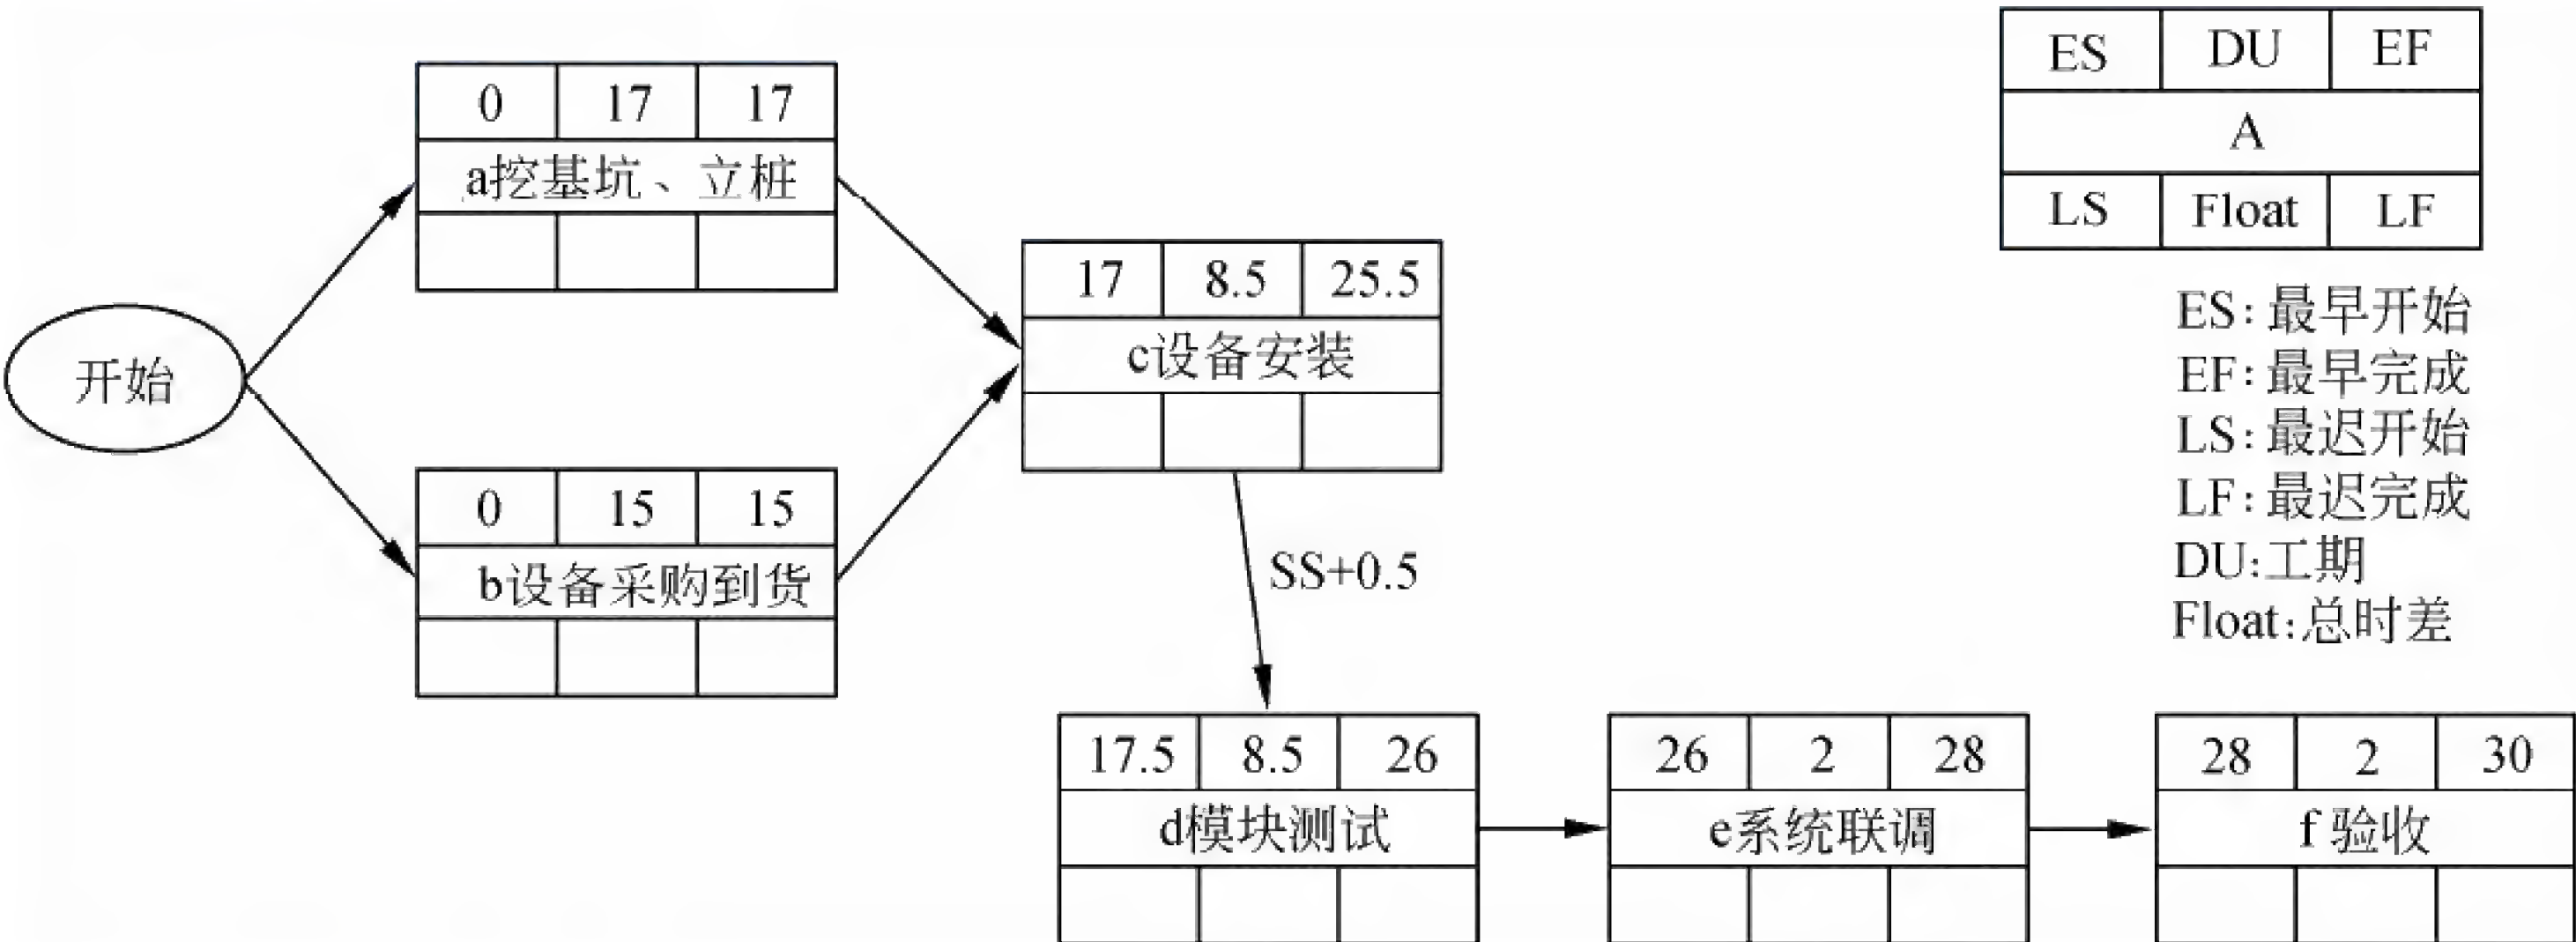 开始
0 17 17
a挖基坑、立桩
0 15 15
b设备采购到货
17 8.5 25.5
c设备安装
SS+0.5
17.5 8.5 26
d模块测试
26 2 28
e系统联调
28 2 30
f 验收
ES DU EF
A
LS Float LF
ES: 最早开始
EF: 最早完成
LS: 最迟开始
LF: 最迟完成
DU:工期
Float:总时差